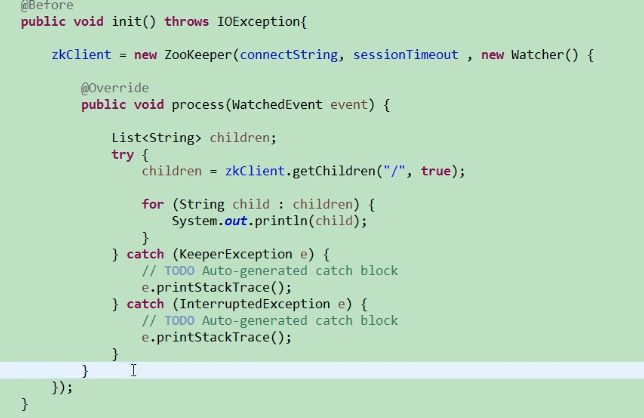 @Before
public void init() throws IOException{
zkClient = new ZooKeeper(connectString, sessionTimeout , new Watcher() {
@Override
public void process(WatchedEvent event) {
List<String> children;
try {
children = zkClient.getChildren("/", true);
for (String child : children) {
System.out.println(child);
}
} catch (KeeperException e) {
// TODO Auto-generated catch block
e.printStackTrace();
} catch (InterruptedException e) {
// TODO Auto-generated catch block
e.printStackTrace();
}
}
});
}